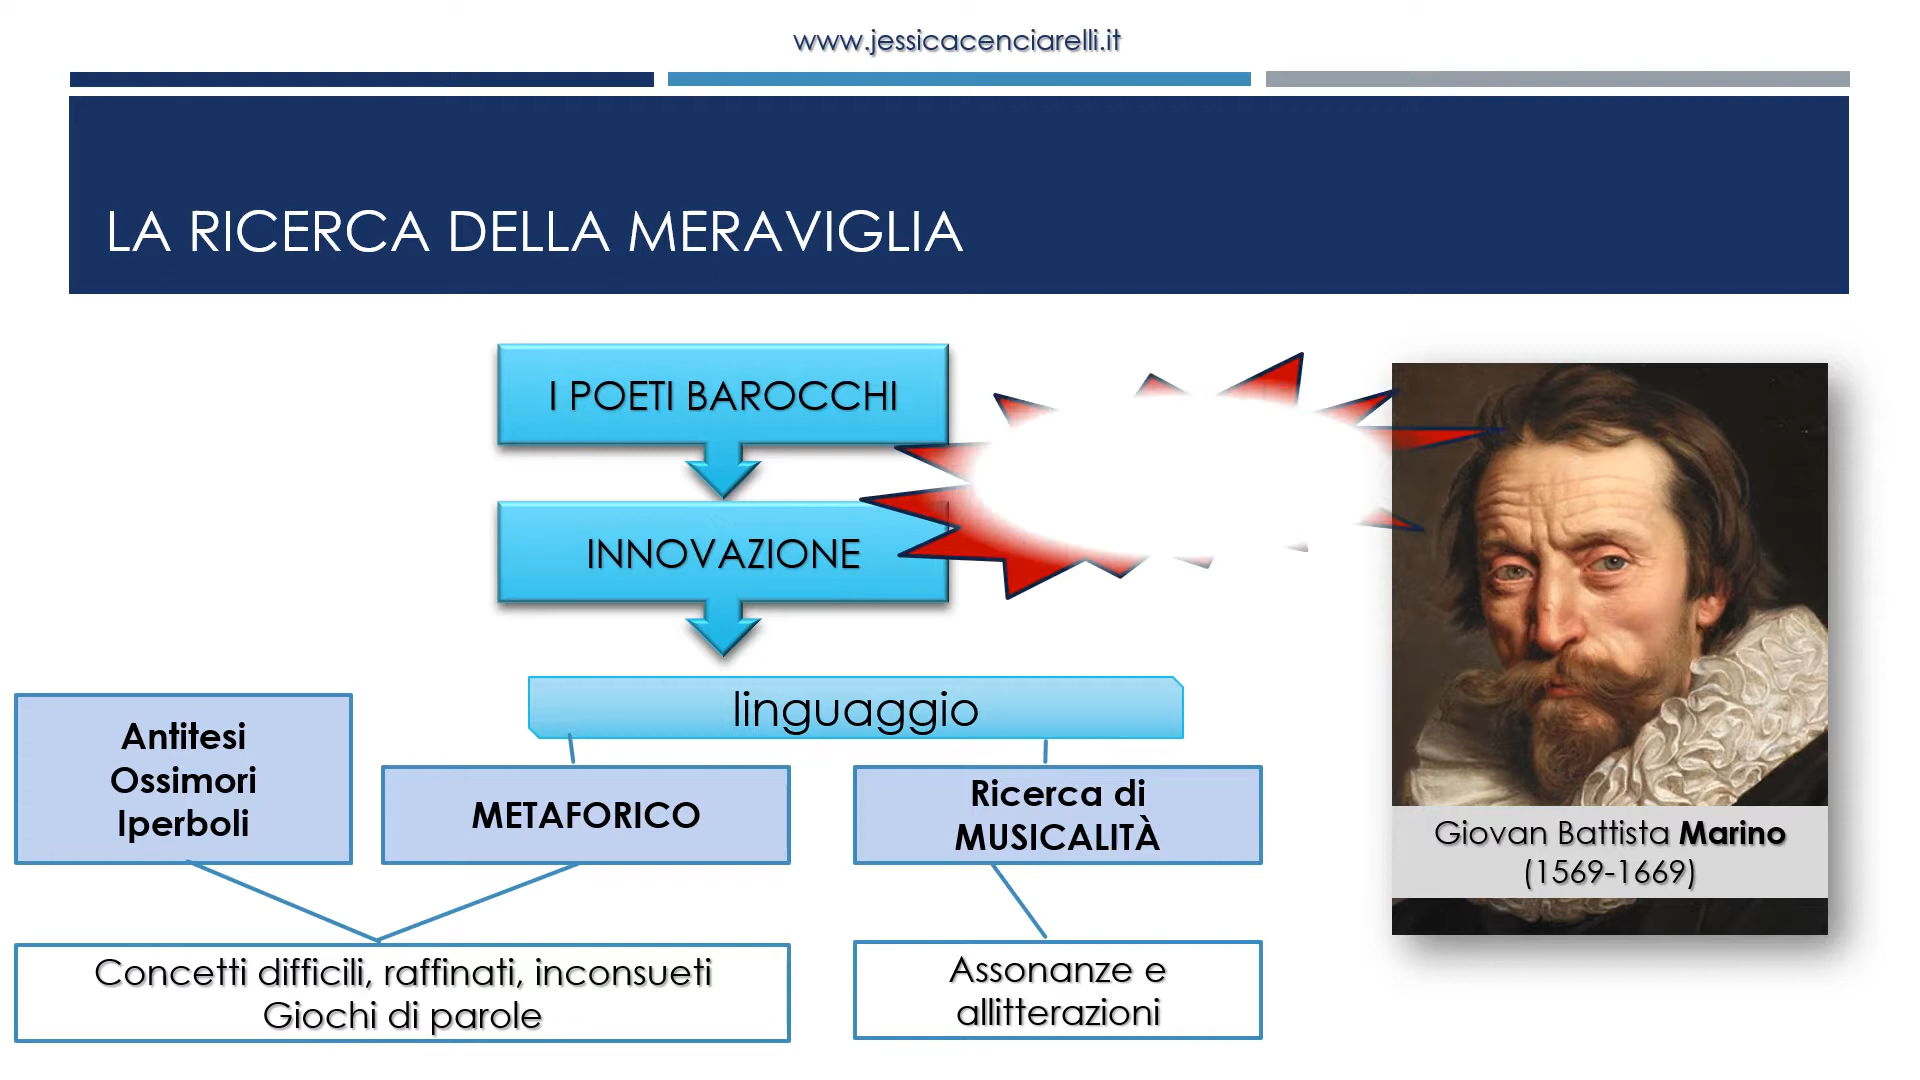 www.jessicacenciarelli.it
LA RICERCA DELLA MERAVIGLIA
I POETI BAROCCHI
INNOVAZIONE
linguaggio
Antitesi
Ossimori
Iperboli
METAFORICO
Ricerca di
MUSICALITÀ
Concetti difficili, raffinati, inconsueti
Giochi di parole
Assonanze e
allitterazioni
Giovan Battista Marino
(1569-1669)